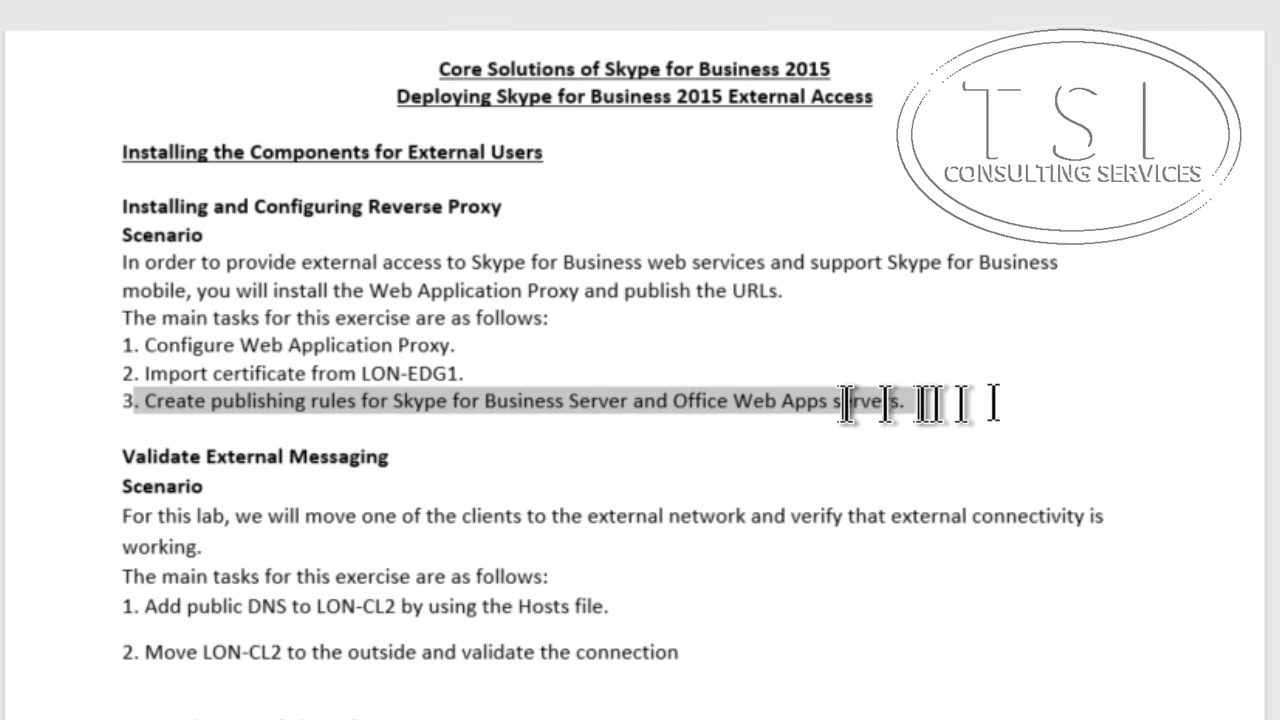 Core Solutions of Skype for Business 2015
Deploying Skype for Business 2015 External Access
T S I
CONSULTING SERVICES
Installing the Components for External Users
Installing and Configuring Reverse Proxy
Scenario
In order to provide external access to Skype for Business web services and support Skype for Business
mobile, you will install the Web Application Proxy and publish the URLs.
The main tasks for this exercise are as follows:
1. Configure Web Application Proxy.
2. Import certificate from LON-EDG1.
3. Create publishing rules for Skype for Business Server and Office Web Apps servers.
Validate External Messaging
Scenario
For this lab, we will move one of the clients to the external network and verify that external connectivity is
working.
The main tasks for this exercise are as follows:
1. Add public DNS to LON-CL2 by using the Hosts file.
2. Move LON-CL2 to the outside and validate the connection